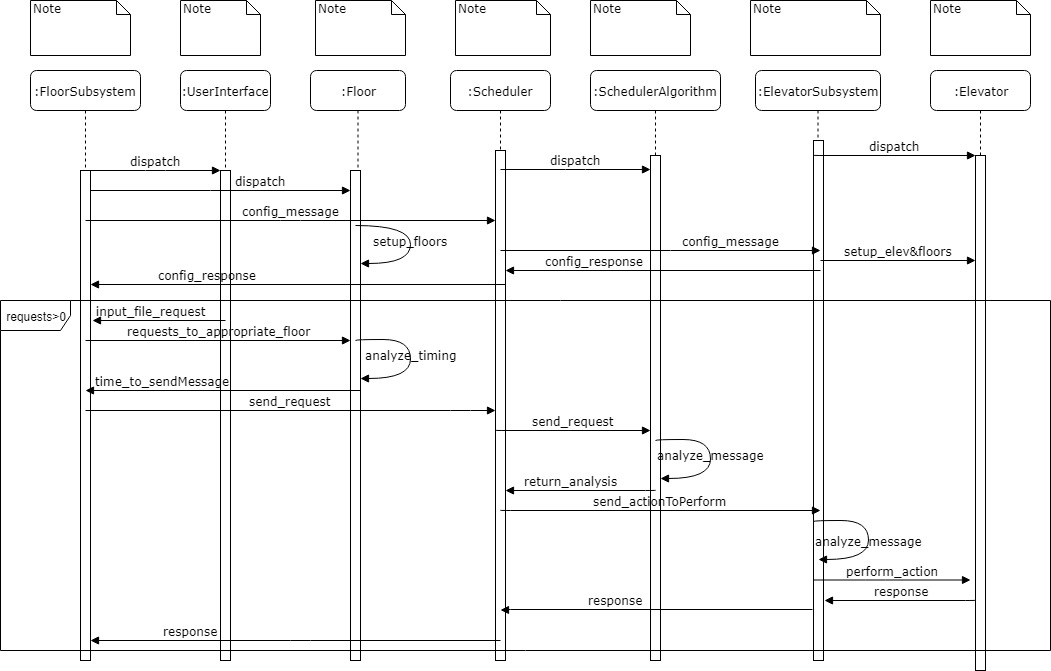 Note
Note
Note
Note
Note
Note
Note
:FloorSubsystem
:UserInterface
:Floor
:Scheduler
:SchedulerAlgorithm
:ElevatorSubsystem
:Elevator
dispatch
dispatch
dispatch
dispatch
config_message
setup_floors
config_message
setup_elev&floors
config_response
config_response
requests>0
input_file_request
requests_to_appropriate_floor
analyze_timing
time_to_sendMessage
send_request
send_request
analyze_message
return_analysis
send_actionToPerform
analyze_message
perform_action
response
response
response